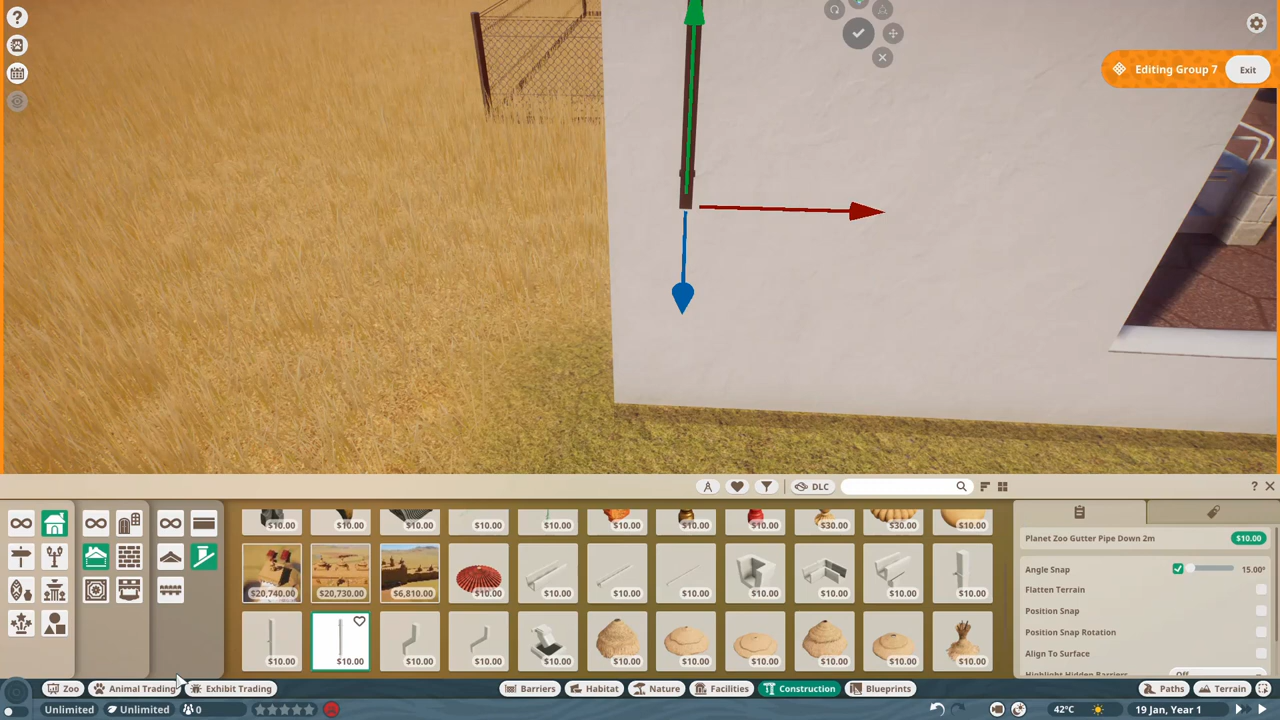 ?
Editing Group 7
Exit
DLC
? ×
$10.00 $10.00 $10.00 $10.00 $10.00 $10.00 $10.00 $10.00 $30.00 $30.00 $10.00
$20,740.00 $20,730.00 $6,810.00 $10.00 $10.00 $10.00 $10.00 $10.00 $10.00 $10.00 $10.00
$10.00 $10.00 $10.00 $10.00 $10.00 $10.00 $10.00 $10.00 $10.00 $10.00 $10.00
Planet Zoo Gutter Pipe Down 2m $10.00
Angle Snap 15.00°
Flatten Terrain
Position Snap
Position Snap Rotation
Align To Surface
Highlight Hidden Barriers Off
Zoo Animal Trading Exhibit Trading Barriers Habitat Nature Facilities Construction Blueprints Paths Terrain
Unlimited Unlimited 0 42°C 19 Jan, Year 1